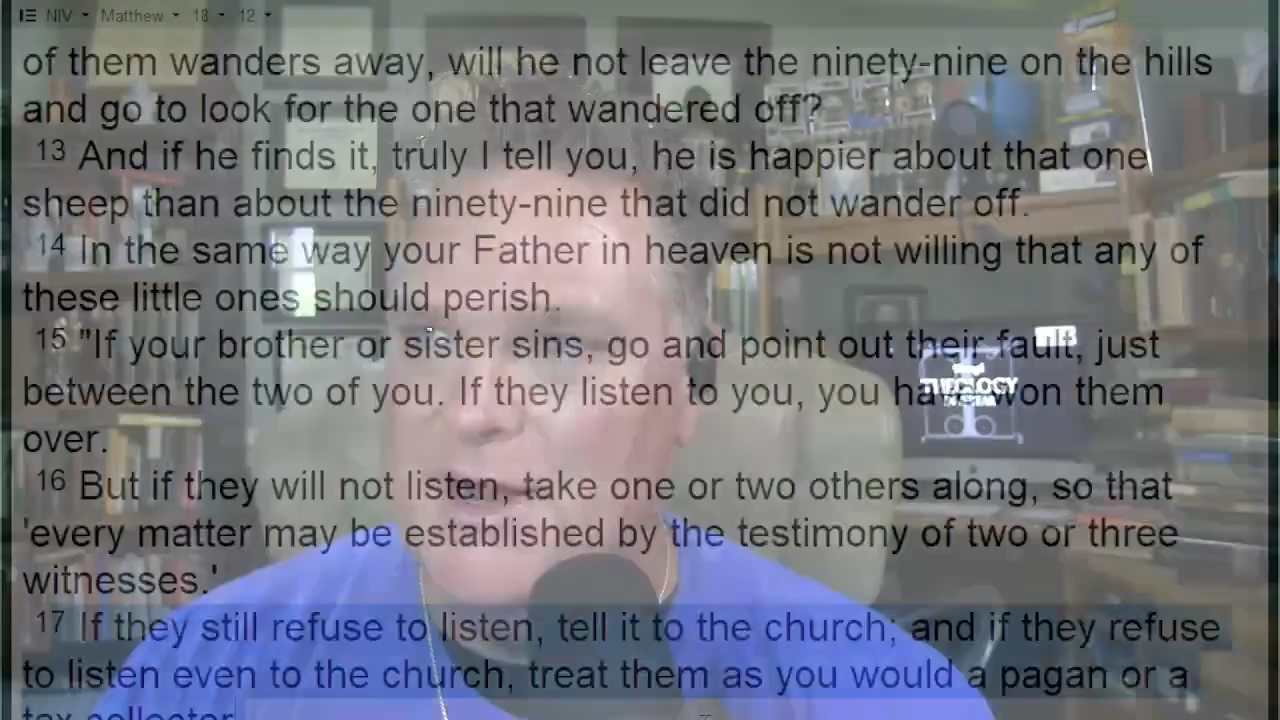 NIV Matthew 18 12
of them wanders away, will he not leave the ninety-nine on the hills
and go to look for the one that wandered off?
13 And if he finds it, truly I tell you, he is happier about that one
sheep than about the ninety-nine that did not wander off.
14 In the same way your Father in heaven is not willing that any of
these little ones should perish.
15 "If your brother or sister sins, go and point out their fault, just
between the two of you. If they listen to you, you have won them
over.
16 But if they will not listen, take one or two others along, so that
'every matter may be established by the testimony of two or three
witnesses.'
17 If they still refuse to listen, tell it to the church; and if they refuse
to listen even to the church, treat them as you would a pagan or a
tax collector
THEOLOGY